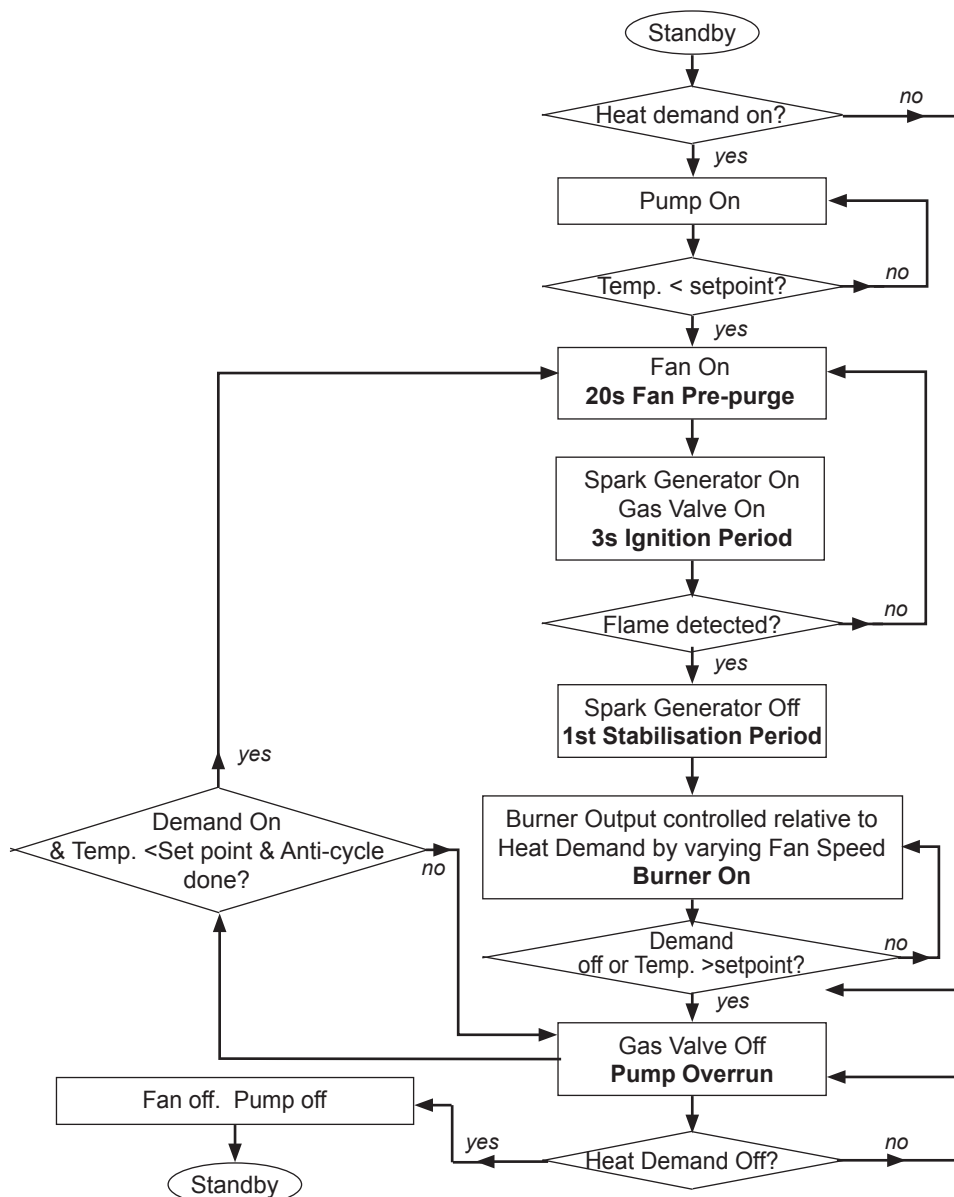 Standby
Heat demand on?
no
yes
Pump On
Temp. < setpoint?
no
yes
Fan On
20s Fan Pre-purge
Spark Generator On
Gas Valve On
3s Ignition Period
Flame detected?
no
yes
Spark Generator Off
1st Stabilisation Period
yes
Demand On
& Temp. <Set point & Anti-cycle
done?
no
Burner Output controlled relative to
Heat Demand by varying Fan Speed
Burner On
Demand
off or Temp. >setpoint?
no
yes
Gas Valve Off
Pump Overrun
Fan off. Pump off
yes
Heat Demand Off?
no
Standby